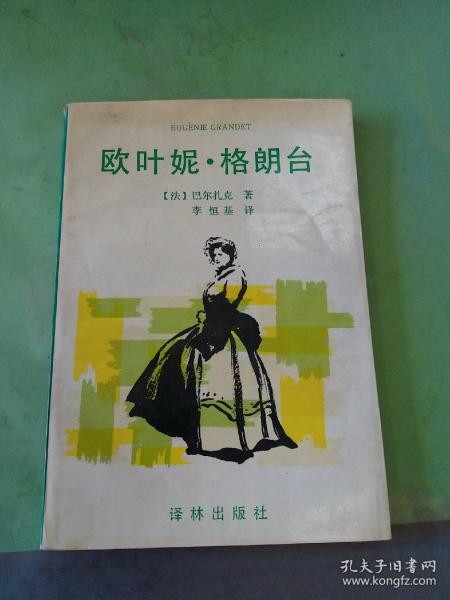 EUGÉNIE GRANDET
欧叶妮·格朗台
【法】巴尔扎克 著
李恒基 译
译林出版社
孔夫子旧书网
www.kongfz.com